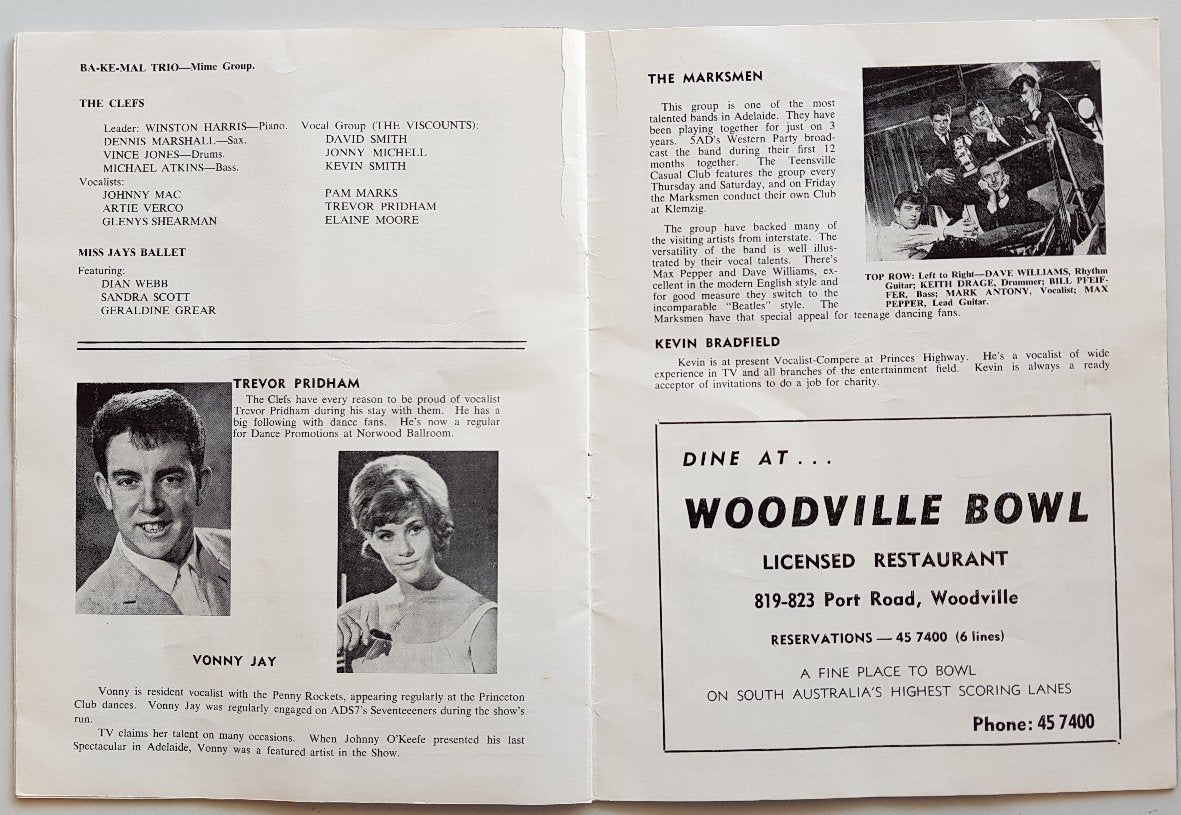 BA-KE-MAL TRIO—Mime Group.
THE CLEFS
Leader: WINSTON HARRIS—Piano.
DENNIS MARSHALL—Sax.
VINCE JONES—Drums.
MICHAEL ATKINS—Bass.
Vocal Group (THE VISCOUNTS):
DAVID SMITH
JONNY MICHELL
KEVIN SMITH
Vocalists:
JOHNNY MAC
ARTIE VERCO
GLENYS SHEARMAN
PAM MARKS
TREVOR PRIDHAM
ELAINE MOORE
MISS JAYS BALLET
Featuring:
DIAN WEBB
SANDRA SCOTT
GERALDINE GREAR
TREVOR PRIDHAM
The Clefs have every reason to be proud of vocalist
Trevor Pridham during his stay with them. He has a
big following with dance fans. He's now a regular
for Dance Promotions at Norwood Ballroom.
VONNY JAY
Vonny is resident vocalist with the Penny Rockets, appearing regularly at the Princeton
Club dances. Vonny Jay was regularly engaged on ADS7's Seventeeeners during the show's
run.
TV claims her talent on many occasions. When Johnny O'Keefe presented his last
Spectacular in Adelaide, Vonny was a featured artist in the Show.
THE MARKSMEN
This group is one of the most
talented bands in Adelaide. They have
been playing together for just on 3
years. 5AD's Western Party broad-
cast the band during their first 12
months together. The Teensville
Casual Club features the group every
Thursday and Saturday, and on Friday
the Marksmen conduct their own Club
at Klemzig.
The group have backed many of
the visiting artists from interstate. The
versatility of the band is well illus-
trated by their vocal talents. There's
Max Pepper and Dave Williams, ex-
cellent in the modern English style and
for good measure they switch to the
incomparable "Beatles" style. The
Marksmen have that special appeal for teenage dancing fans.
TOP ROW: Left to Right—DAVE WILLIAMS, Rhythm
Guitar; KEITH DRAGE, Drummer; BILL PFEIF-
FER, Bass; MARK ANTONY, Vocalist; MAX
PEPPER, Lead Guitar.
KEVIN BRADFIELD
Kevin is at present Vocalist-Compere at Princes Highway. He's a vocalist of wide
experience in TV and all branches of the entertainment field. Kevin is always a ready
acceptor of invitations to do a job for charity.
DINE AT . . .
WOODVILLE BOWL
LICENSED RESTAURANT
819-823 Port Road, Woodville
RESERVATIONS — 45 7400 (6 lines)
A FINE PLACE TO BOWL
ON SOUTH AUSTRALIA'S HIGHEST SCORING LANES
Phone: 45 7400